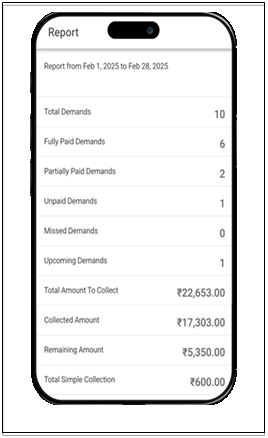 Report
Report from Feb 1, 2025 to Feb 28, 2025
Total Demands 10
Fully Paid Demands 6
Partially Paid Demands 2
Unpaid Demands 1
Missed Demands 0
Upcoming Demands 1
Total Amount To Collect ₹22,653.00
Collected Amount ₹17,303.00
Remaining Amount ₹5,350.00
Total Simple Collection ₹600.00